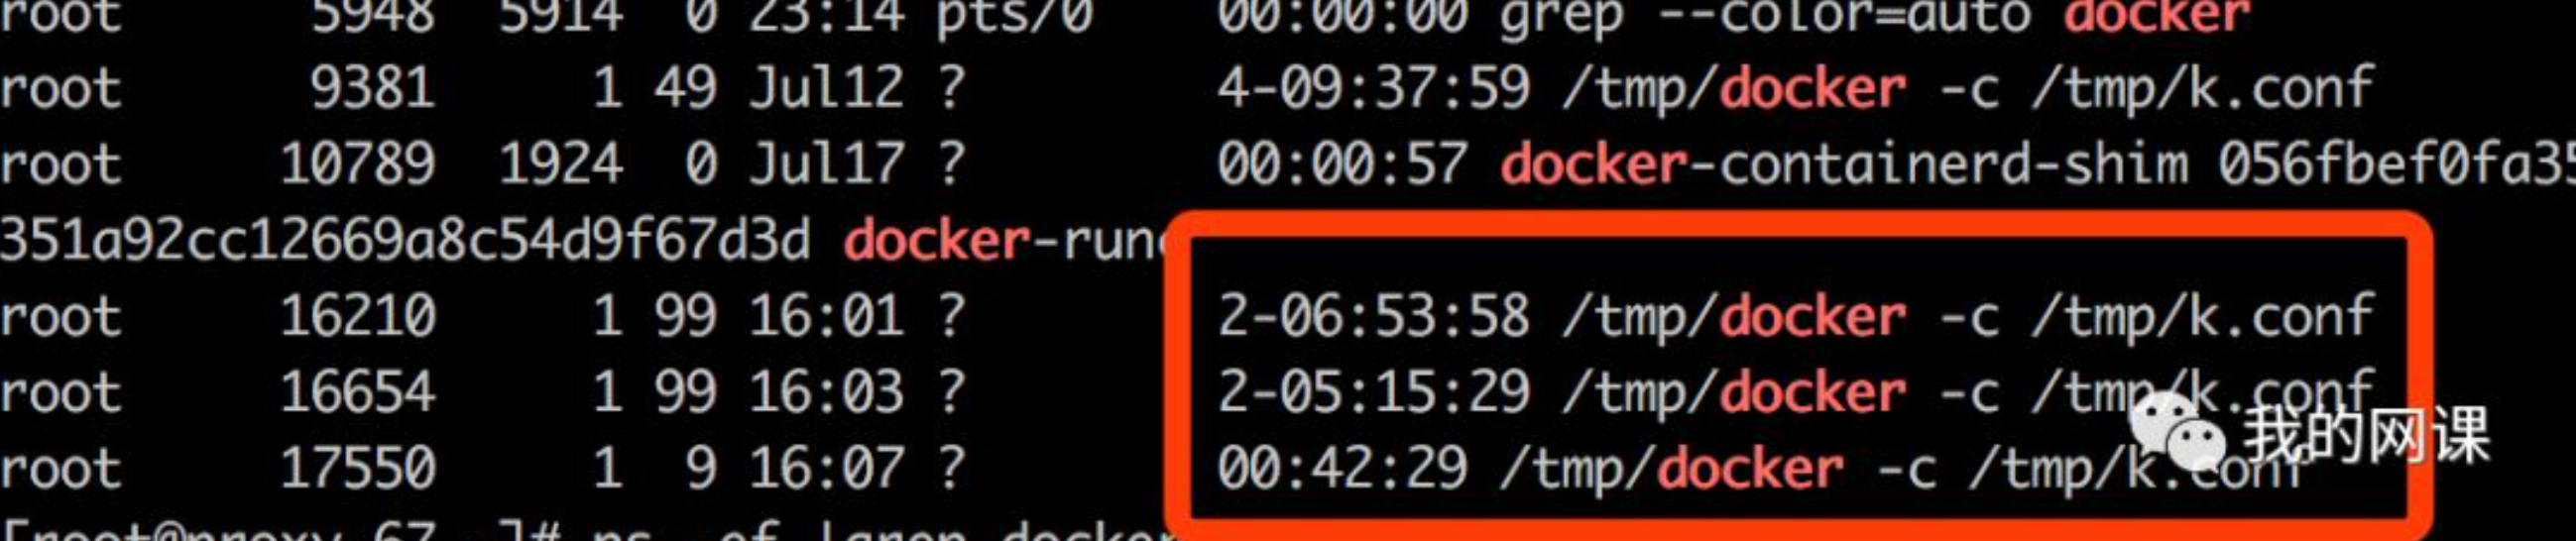 root 5948 5914 0 23:14 pts/0 00:00:00 grep --color=auto docker
root 9381 1 49 Jul12 ? 4-09:37:59 /tmp/docker -c /tmp/k.conf
root 10789 1924 0 Jul17 ? 00:00:57 docker-containerd-shim 056fbef0fa35
351a92cc12669a8c54d9f67d3d docker-runc
root 16210 1 99 16:01 ? 2-06:53:58 /tmp/docker -c /tmp/k.conf
root 16654 1 99 16:03 ? 2-05:15:29 /tmp/docker -c /tmp/k.conf
root 17550 1 9 16:07 ? 00:42:29 /tmp/docker -c /tmp/k.conf
我的网课
[root@proxy-67 ~]# ps -ef |grep docker